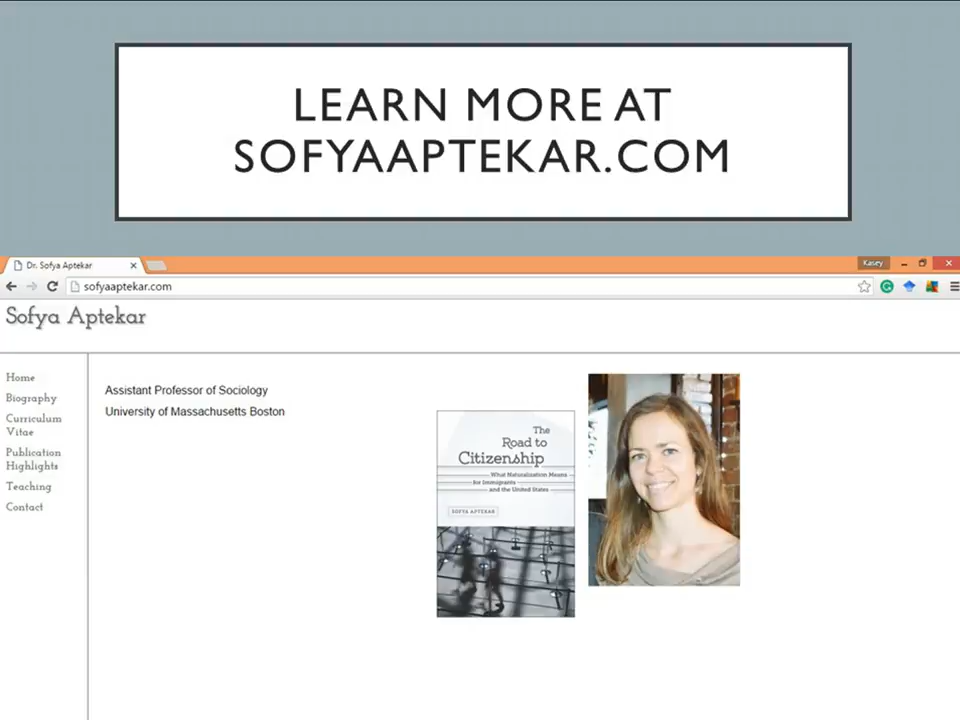 LEARN MORE AT
SOFYAAPTEKAR.COM
Dr. Sofya Aptekar
Kasey
sofyaaptekar.com
Sofya Aptekar
Home
Biography
Curriculum
Vitae
Publication
Highlights
Teaching
Contact
Assistant Professor of Sociology
University of Massachusetts Boston
The
Road to
Citizenship
What Naturalization Means
for Immigrants
and the United States
SOFYA APTEKAR